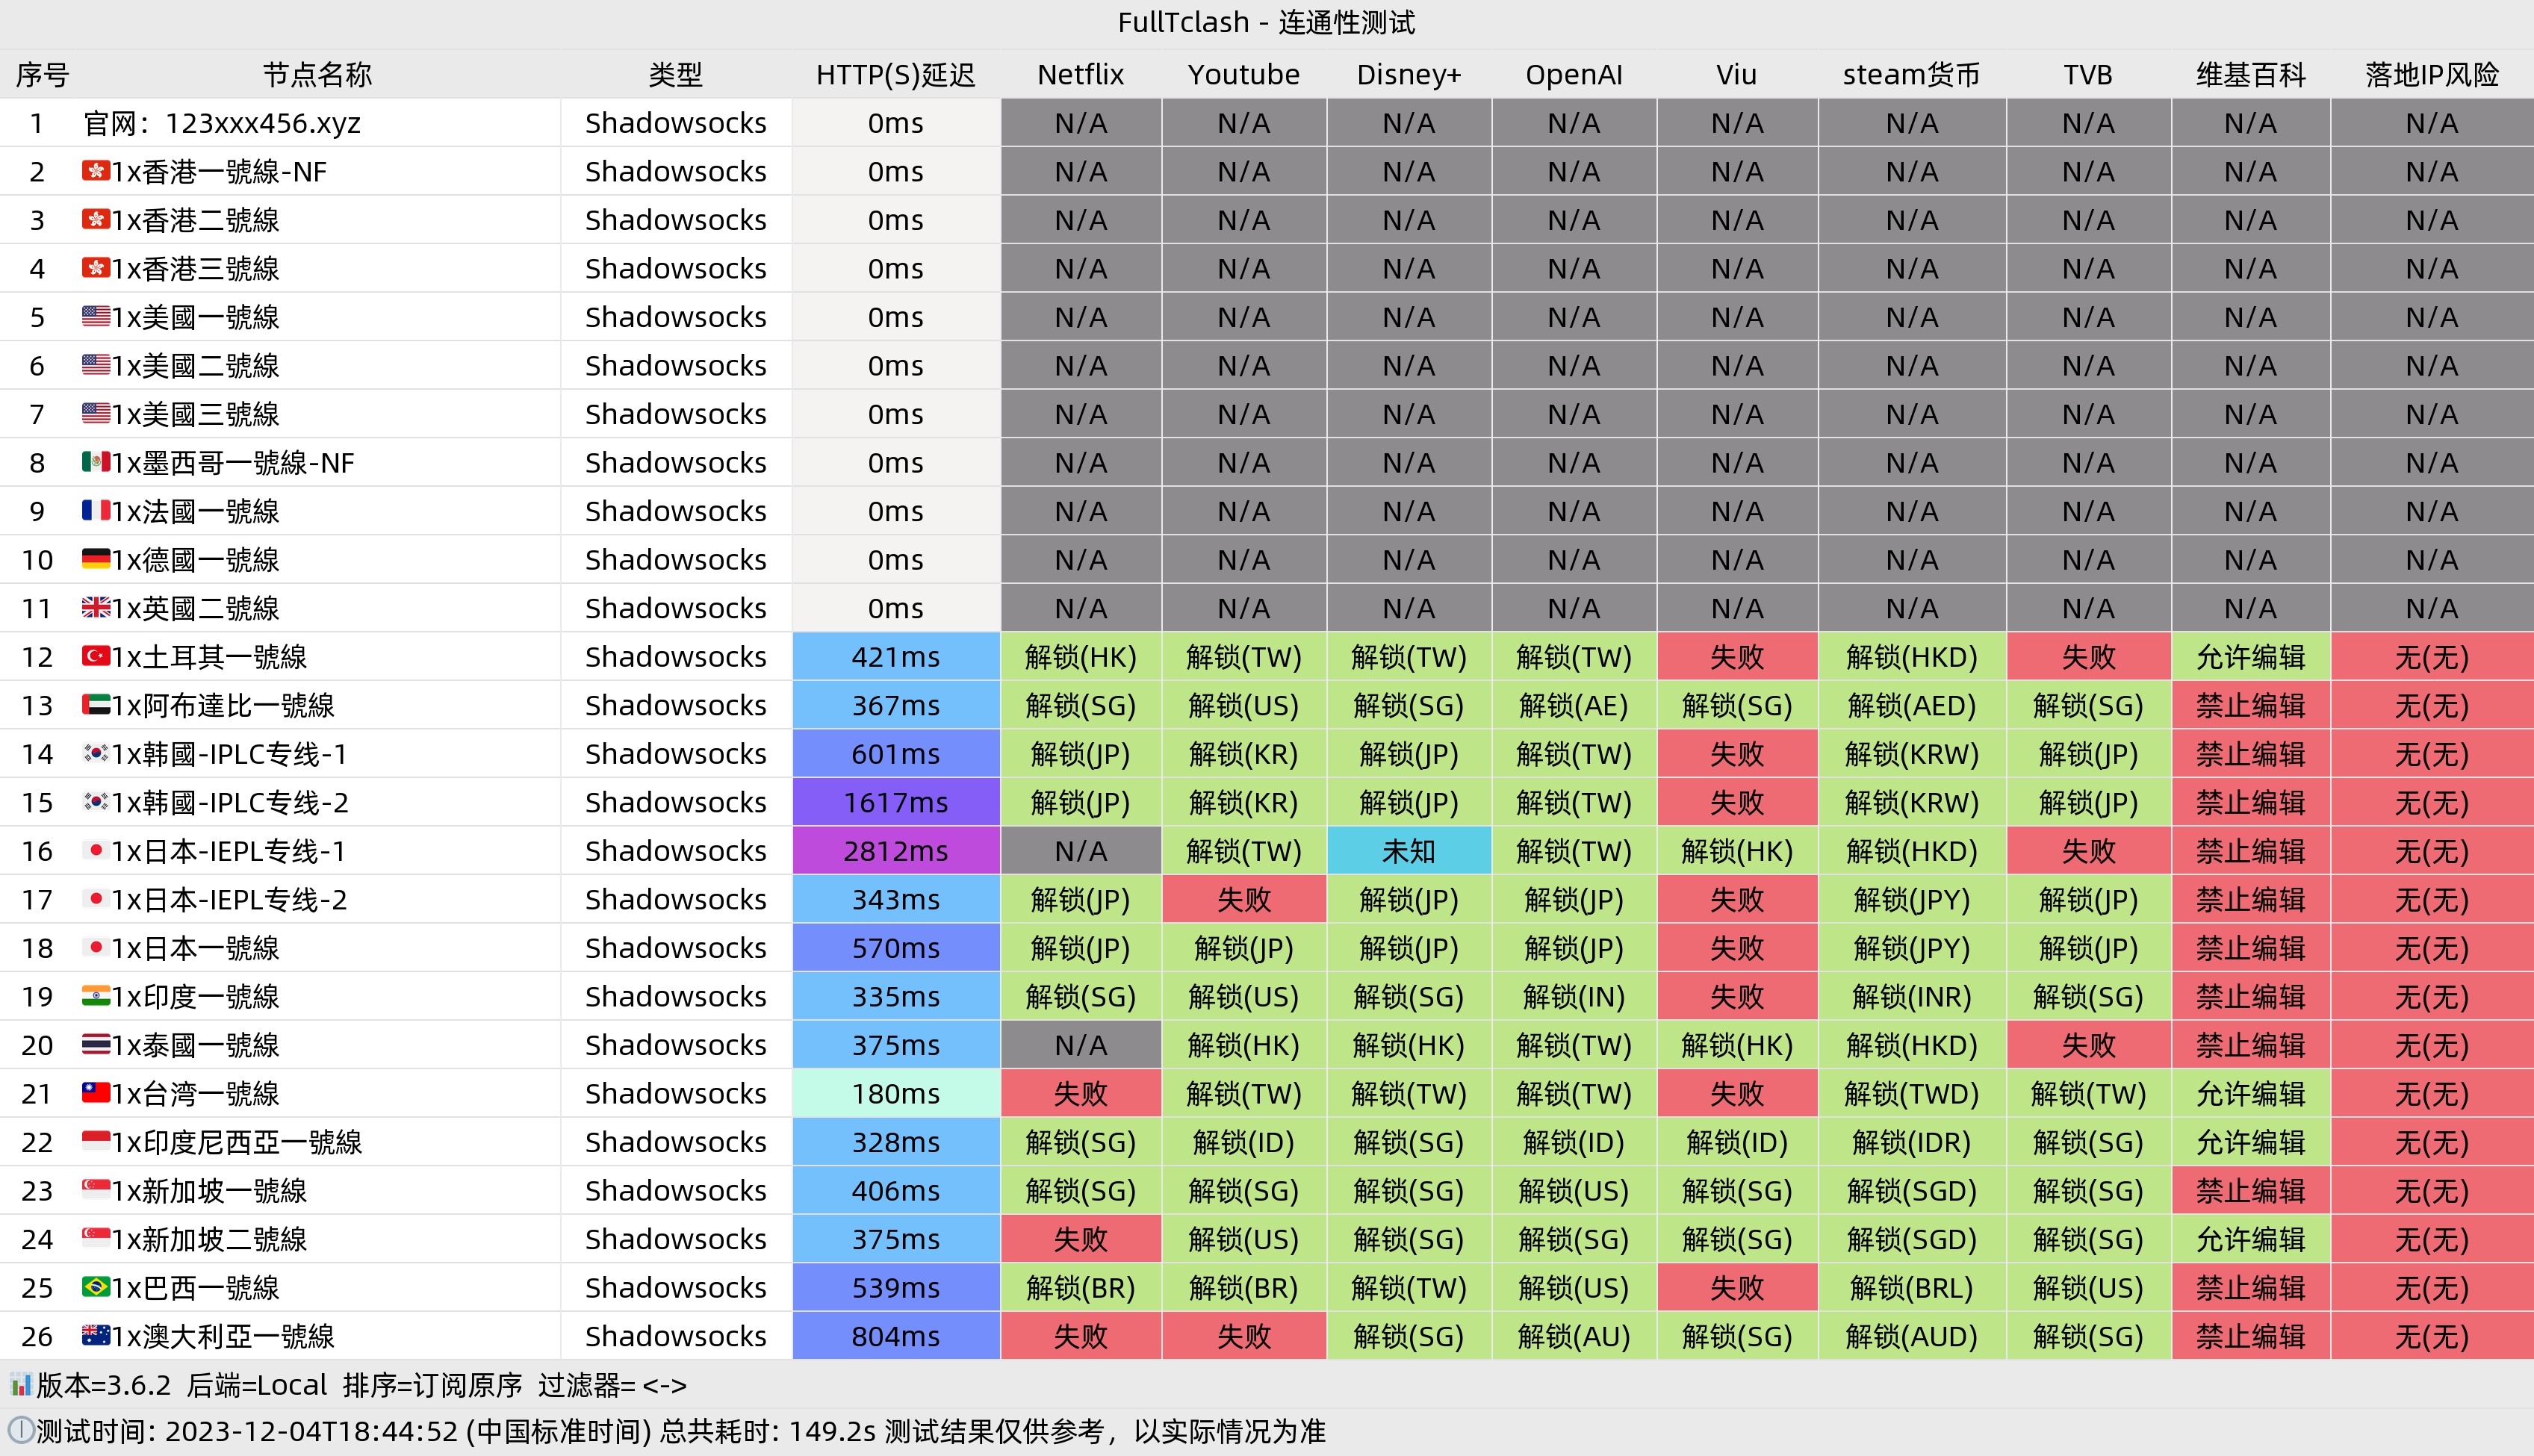 FullTclash - 连通性测试
序号 节点名称 类型 HTTP(S)延迟 Netflix Youtube Disney+ OpenAI Viu steam货币 TVB 维基百科 落地IP风险
1 官网：123xxx456.xyz Shadowsocks 0ms N/A N/A N/A N/A N/A N/A N/A N/A N/A
2 1x香港一號線-NF Shadowsocks 0ms N/A N/A N/A N/A N/A N/A N/A N/A N/A
3 1x香港二號線 Shadowsocks 0ms N/A N/A N/A N/A N/A N/A N/A N/A N/A
4 1x香港三號線 Shadowsocks 0ms N/A N/A N/A N/A N/A N/A N/A N/A N/A
5 1x美國一號線 Shadowsocks 0ms N/A N/A N/A N/A N/A N/A N/A N/A N/A
6 1x美國二號線 Shadowsocks 0ms N/A N/A N/A N/A N/A N/A N/A N/A N/A
7 1x美國三號線 Shadowsocks 0ms N/A N/A N/A N/A N/A N/A N/A N/A N/A
8 1x墨西哥一號線-NF Shadowsocks 0ms N/A N/A N/A N/A N/A N/A N/A N/A N/A
9 1x法國一號線 Shadowsocks 0ms N/A N/A N/A N/A N/A N/A N/A N/A N/A
10 1x德國一號線 Shadowsocks 0ms N/A N/A N/A N/A N/A N/A N/A N/A N/A
11 1x英國二號線 Shadowsocks 0ms N/A N/A N/A N/A N/A N/A N/A N/A N/A
12 1x土耳其一號線 Shadowsocks 421ms 解锁(HK) 解锁(TW) 解锁(TW) 解锁(TW) 失败 解锁(HKD) 失败 允许编辑 无(无)
13 1x阿布達比一號線 Shadowsocks 367ms 解锁(SG) 解锁(US) 解锁(SG) 解锁(AE) 解锁(SG) 解锁(AED) 解锁(SG) 禁止编辑 无(无)
14 1x韩國-IPLC专线-1 Shadowsocks 601ms 解锁(JP) 解锁(KR) 解锁(JP) 解锁(TW) 失败 解锁(KRW) 解锁(JP) 禁止编辑 无(无)
15 1x韩國-IPLC专线-2 Shadowsocks 1617ms 解锁(JP) 解锁(KR) 解锁(JP) 解锁(TW) 失败 解锁(KRW) 解锁(JP) 禁止编辑 无(无)
16 1x日本-IEPL专线-1 Shadowsocks 2812ms N/A 解锁(TW) 未知 解锁(TW) 解锁(HK) 解锁(HKD) 失败 禁止编辑 无(无)
17 1x日本-IEPL专线-2 Shadowsocks 343ms 解锁(JP) 失败 解锁(JP) 解锁(JP) 失败 解锁(JPY) 解锁(JP) 禁止编辑 无(无)
18 1x日本一號線 Shadowsocks 570ms 解锁(JP) 解锁(JP) 解锁(JP) 解锁(JP) 失败 解锁(JPY) 解锁(JP) 禁止编辑 无(无)
19 1x印度一號線 Shadowsocks 335ms 解锁(SG) 解锁(US) 解锁(SG) 解锁(IN) 失败 解锁(INR) 解锁(SG) 禁止编辑 无(无)
20 1x泰國一號線 Shadowsocks 375ms N/A 解锁(HK) 解锁(HK) 解锁(TW) 解锁(HK) 解锁(HKD) 失败 禁止编辑 无(无)
21 1x台湾一號線 Shadowsocks 180ms 失败 解锁(TW) 解锁(TW) 解锁(TW) 失败 解锁(TWD) 解锁(TW) 允许编辑 无(无)
22 1x印度尼西亞一號線 Shadowsocks 328ms 解锁(SG) 解锁(ID) 解锁(SG) 解锁(ID) 解锁(ID) 解锁(IDR) 解锁(SG) 允许编辑 无(无)
23 1x新加坡一號線 Shadowsocks 406ms 解锁(SG) 解锁(SG) 解锁(SG) 解锁(US) 解锁(SG) 解锁(SGD) 解锁(SG) 禁止编辑 无(无)
24 1x新加坡二號線 Shadowsocks 375ms 失败 解锁(US) 解锁(SG) 解锁(SG) 解锁(SG) 解锁(SGD) 解锁(SG) 允许编辑 无(无)
25 1x巴西一號線 Shadowsocks 539ms 解锁(BR) 解锁(BR) 解锁(TW) 解锁(US) 失败 解锁(BRL) 解锁(US) 禁止编辑 无(无)
26 1x澳大利亞一號線 Shadowsocks 804ms 失败 失败 解锁(SG) 解锁(AU) 解锁(SG) 解锁(AUD) 解锁(SG) 禁止编辑 无(无)
版本=3.6.2 后端=Local 排序=订阅原序 过滤器= <->
测试时间: 2023-12-04T18:44:52 (中国标准时间) 总共耗时: 149.2s 测试结果仅供参考，以实际情况为准